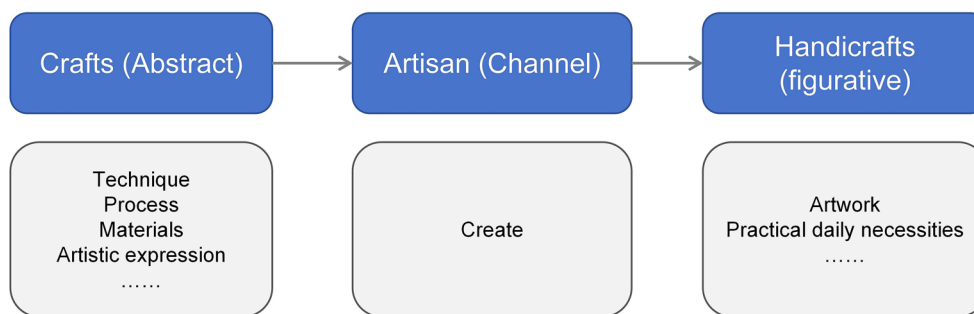 Crafts (Abstract)
Artisan (Channel)
Handicrafts
(figurative)
Technique
Process
Materials
Artistic expression
……
Create
Artwork
Practical daily necessities
……